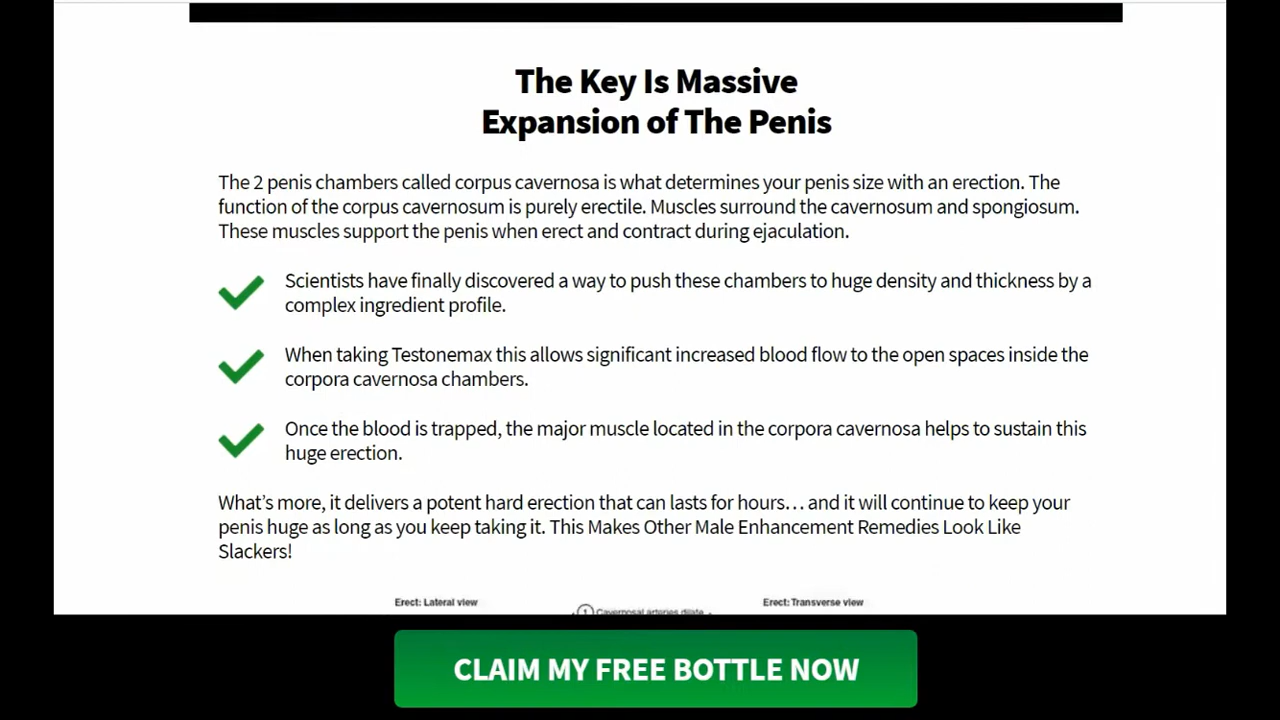 The Key Is Massive
Expansion of The Penis
The 2 penis chambers called corpus cavernosa is what determines your penis size with an erection. The
function of the corpus cavernosum is purely erectile. Muscles surround the cavernosum and spongiosum.
These muscles support the penis when erect and contract during ejaculation.
Scientists have finally discovered a way to push these chambers to huge density and thickness by a
complex ingredient profile.
When taking Testonemax this allows significant increased blood flow to the open spaces inside the
corpora cavernosa chambers.
Once the blood is trapped, the major muscle located in the corpora cavernosa helps to sustain this
huge erection.
What's more, it delivers a potent hard erection that can lasts for hours… and it will continue to keep your
penis huge as long as you keep taking it. This Makes Other Male Enhancement Remedies Look Like
Slackers!
Erect: Lateral view
1 Cavernosal arteries dilate
Erect: Transverse view
CLAIM MY FREE BOTTLE NOW